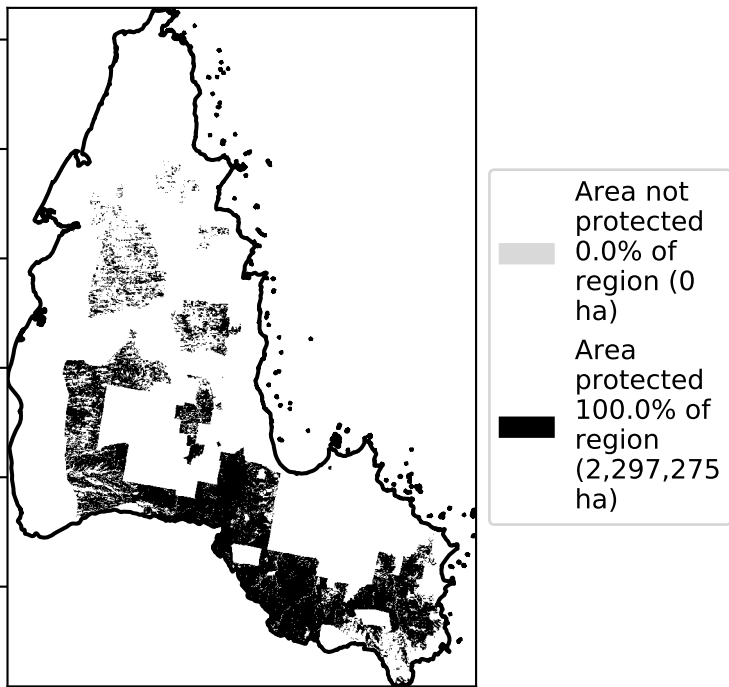 Area not
protected
0.0% of
region (0
ha)
Area
protected
100.0% of
region
(2,297,275
ha)